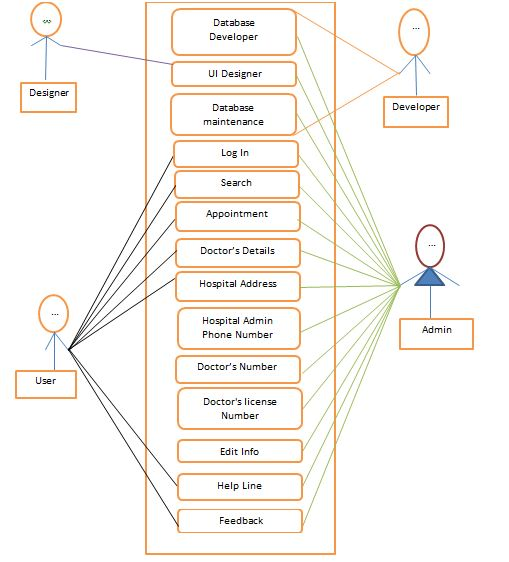 Database
Developer
UI Designer
Designer
Developer
Database
maintenance
Log In
Search
Appointment
Doctor's Details
Hospital Address
Hospital Admin
Phone Number
Admin
User
Doctor's Number
Doctor's license
Number
Edit Info
Help Line
Feedback
...
...
...